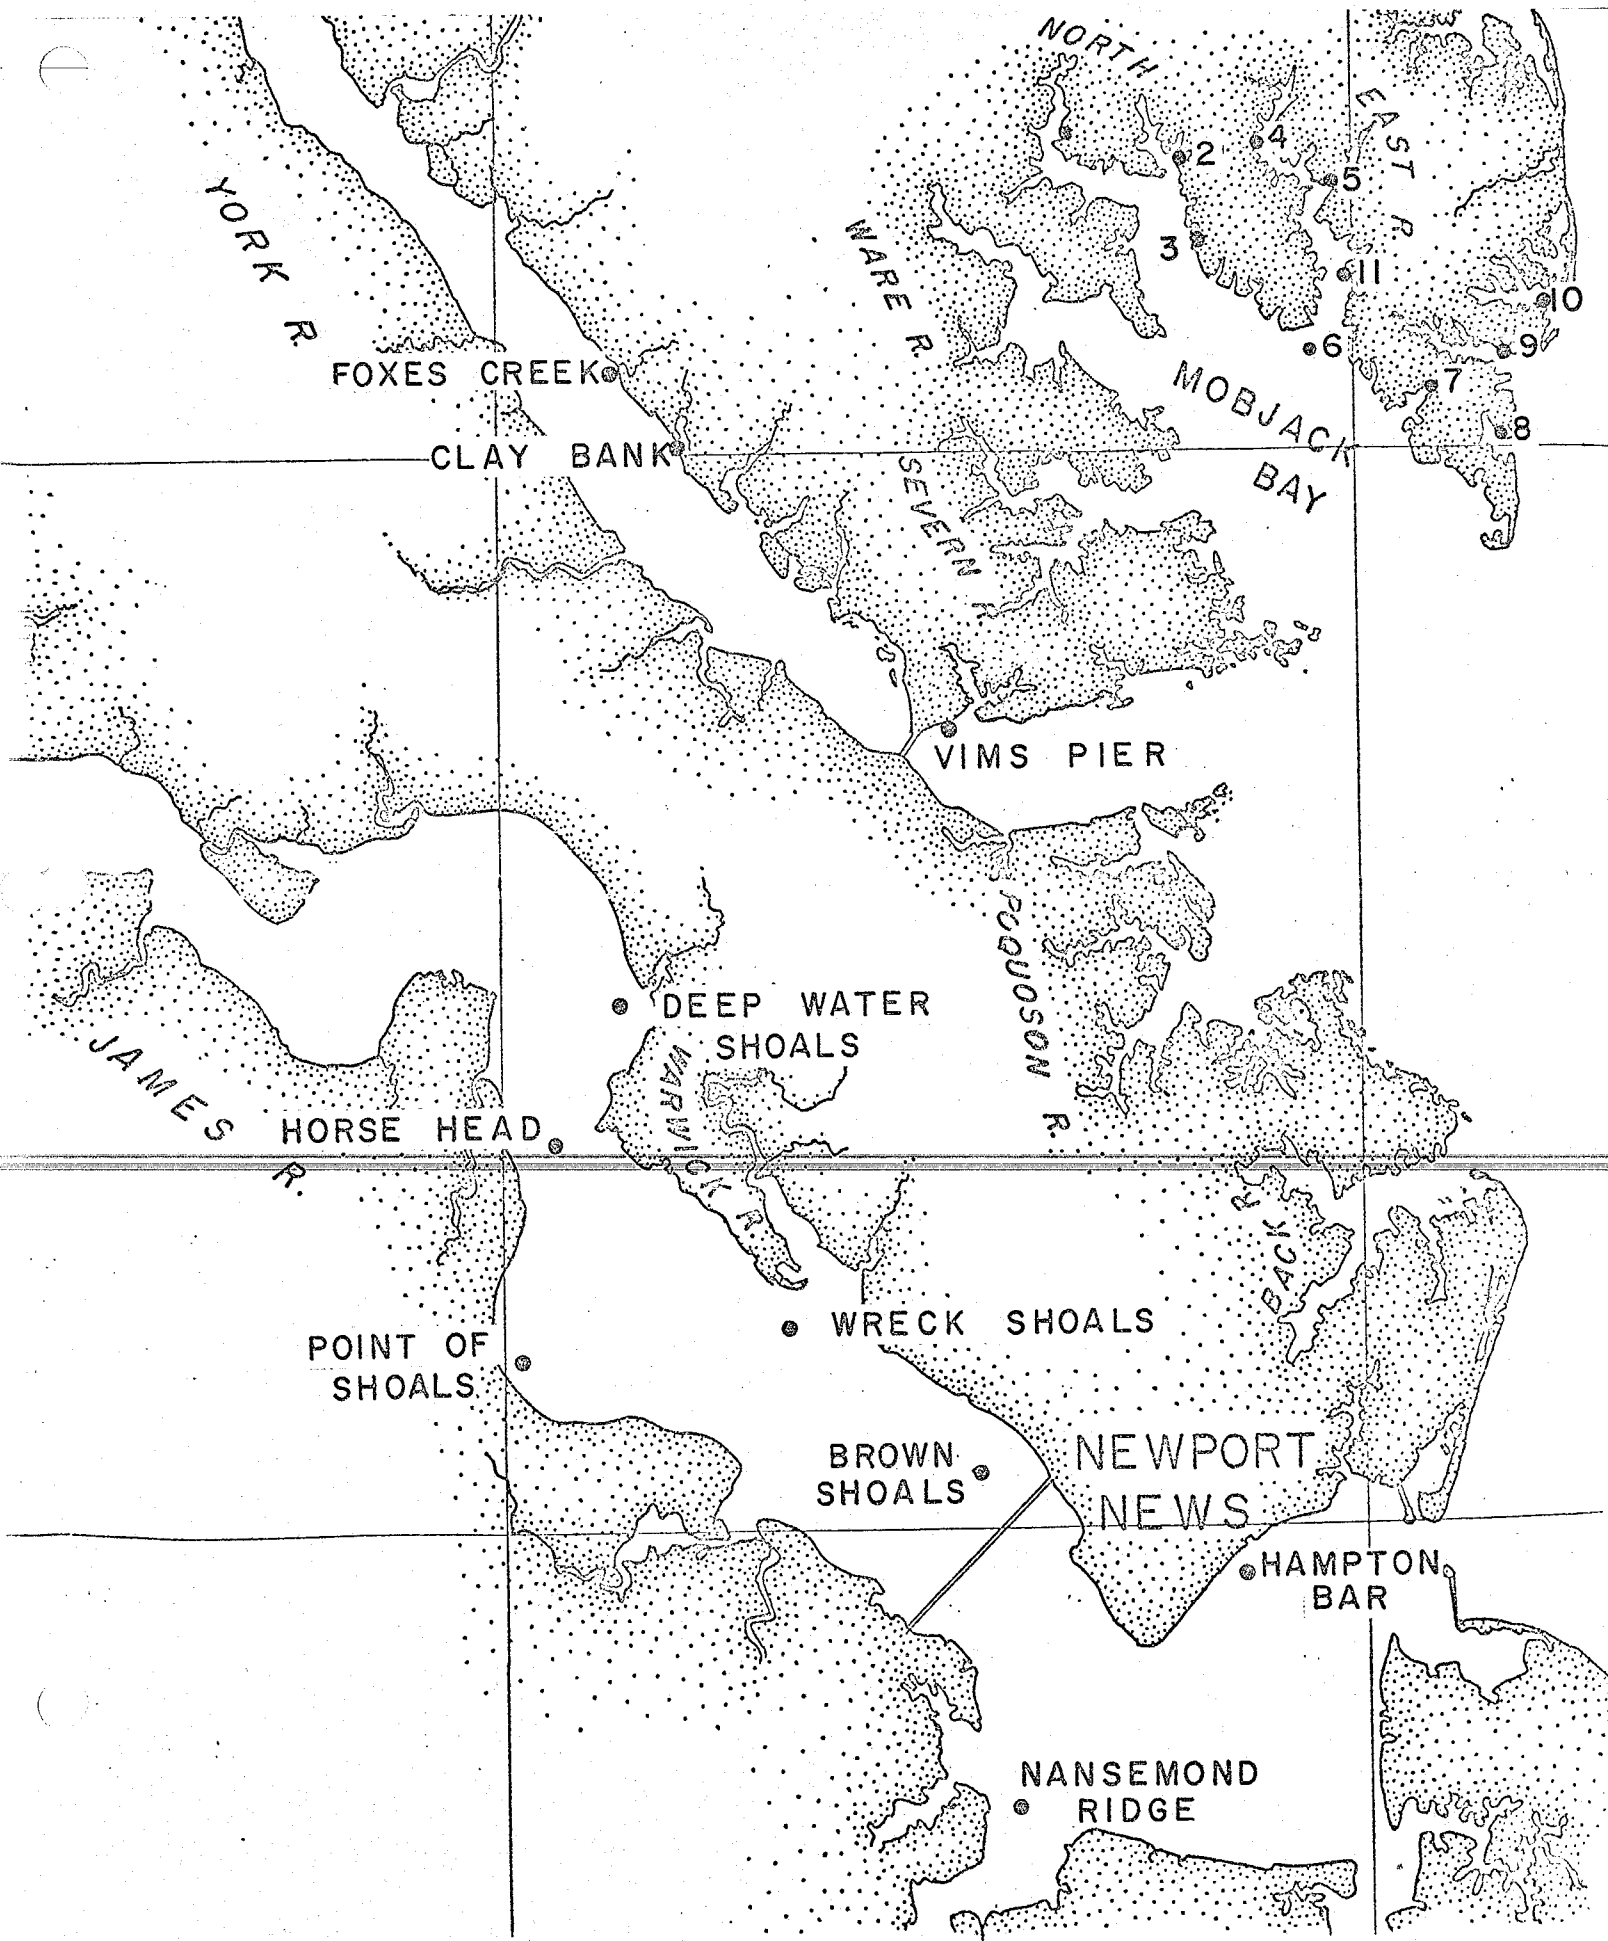 NORTH
EAST R
4
2
5
YORK R.
3
WARE R.
11
10
6
9
FOXES CREEK
MOBJACK
BAY
7
8
CLAY BANK
SEVERN R
VIMS PIER
POQUOSON R.
DEEP WATER
SHOALS
JAMES R.
WARWICK R
HORSE HEAD
BACK R
WRECK SHOALS
POINT OF
SHOALS
BROWN
SHOALS
NEWPORT
NEWS
HAMPTON
BAR
NANSEMOND
RIDGE